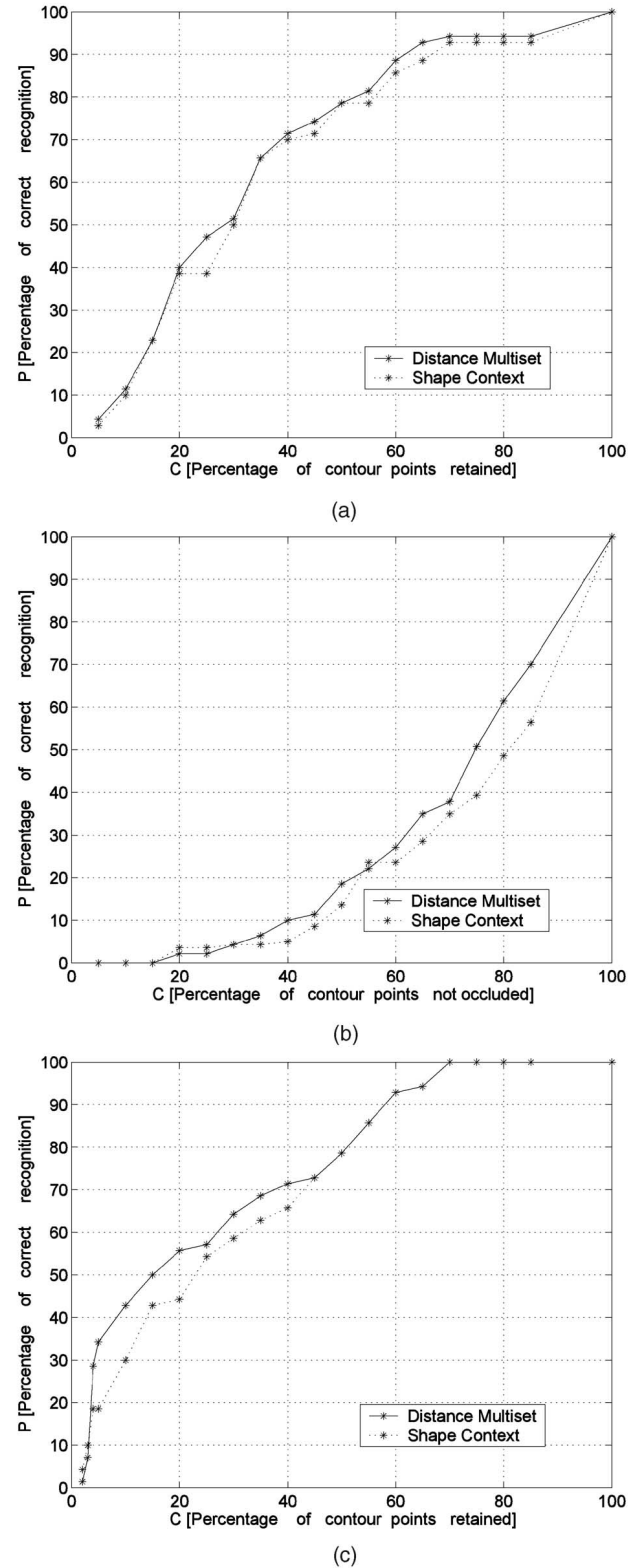 100
90
80
70
60
50
40
30
20
10
0
P [Percentage of correct recognition]
Distance Multiset
Shape Context
0 20 40 60 80 100
C [Percentage of contour points retained]
(a)
100
90
80
70
60
50
40
30
20
10
0
P [Percentage of correct recognition]
Distance Multiset
Shape Context
0 20 40 60 80 100
C [Percentage of contour points not occluded]
(b)
100
90
80
70
60
50
40
30
20
10
0
P [Percentage of correct recognition]
Distance Multiset
Shape Context
0 20 40 60 80 100
C [Percentage of contour points retained]
(c)